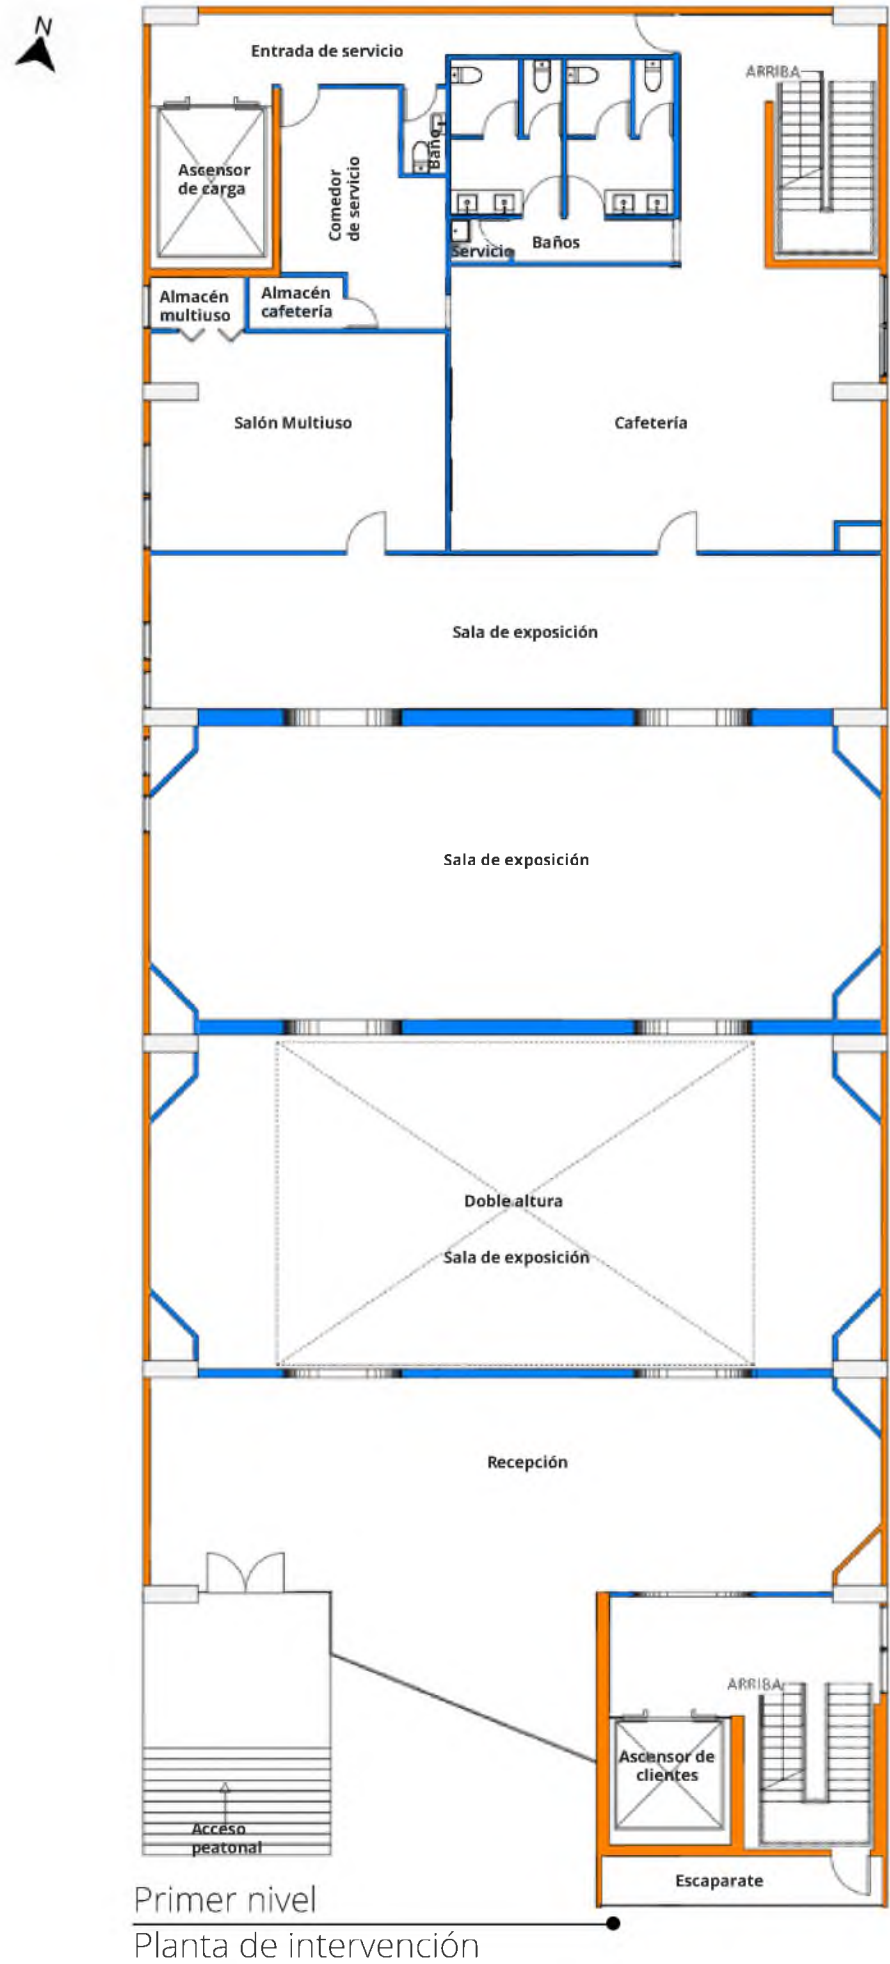 N
Entrada de servicio
ARRIBA
Ascensor
de carga
Comedor
de servicio
Baño
Servicio
Baños
Almacén
multiuso
Almacén
cafetería
Salón Multiuso
Cafetería
Sala de exposición
Sala de exposición
Doble altura
Sala de exposición
Recepción
ARRIBA
Ascensor de
clientes
Acceso
peatonal
Escaparate
Primer nivel
Planta de intervención